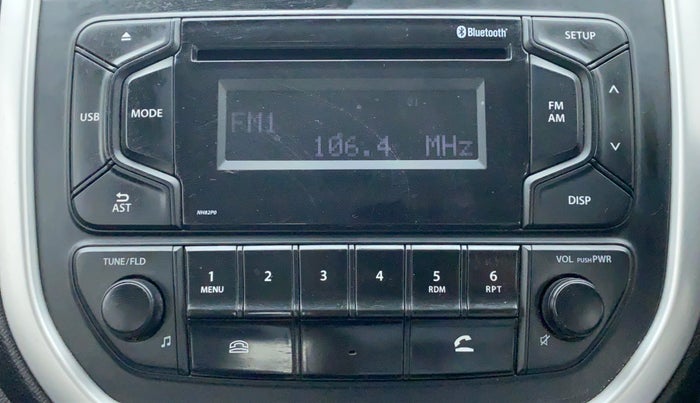 Bluetooth
SETUP
USB
MODE
FM
AM
FM1
106.4 MHz
AST
DISP
NH82P0
TUNE/FLD
VOL PUSH PWR
1
MENU
2
3
4
5
RDM
6
RPT